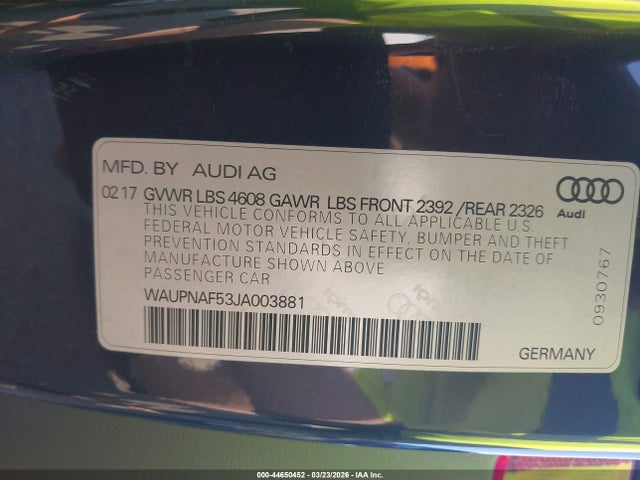 MFD. BY AUDI AG
02 17 GVWR LBS 4608 GAWR LBS FRONT 2392 / REAR 2326
THIS VEHICLE CONFORMS TO ALL APPLICABLE U.S
FEDERAL MOTOR VEHICLE SAFETY. BUMPER AND THEFT
PREVENTION STANDARDS IN EFFECT ON THE DATE OF
MANUFACTURE SHOWN ABOVE
PASSENGER CAR
WAUPNAF53JA003881
Audi
0930767
GERMANY
000-44650452 - 03/23/2026 - IAA Inc.